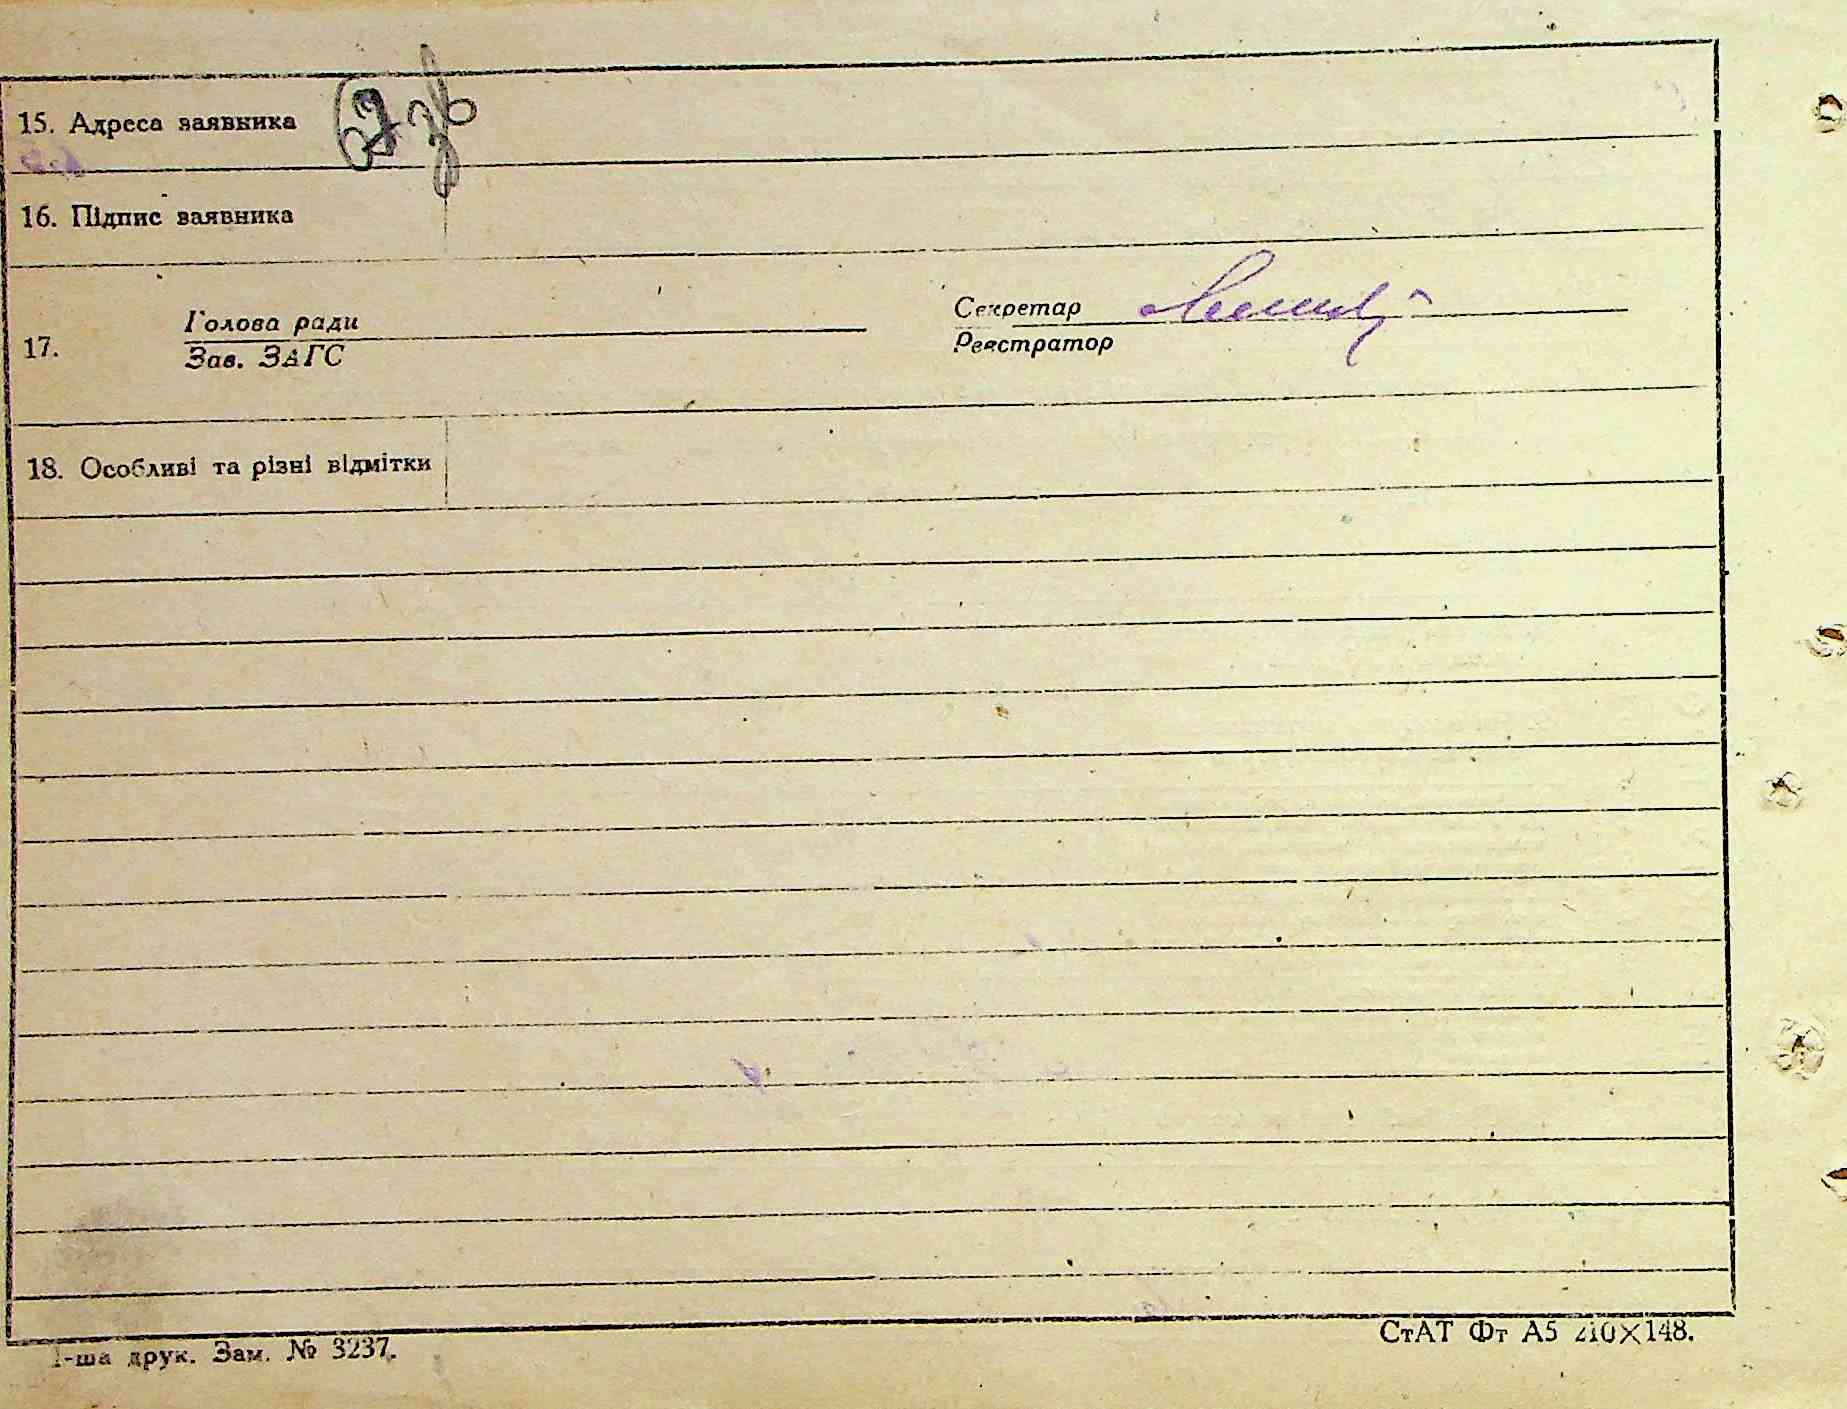 15. Адреса заявника
16. Підпис заявника
17.
Голова ради
Зав. ЗАГС
Секретар
Реєстратор
18. Особливі та різні відмітки
1-ша друк. Зам. № 3237.
СтАТ Фт А5 210×148.